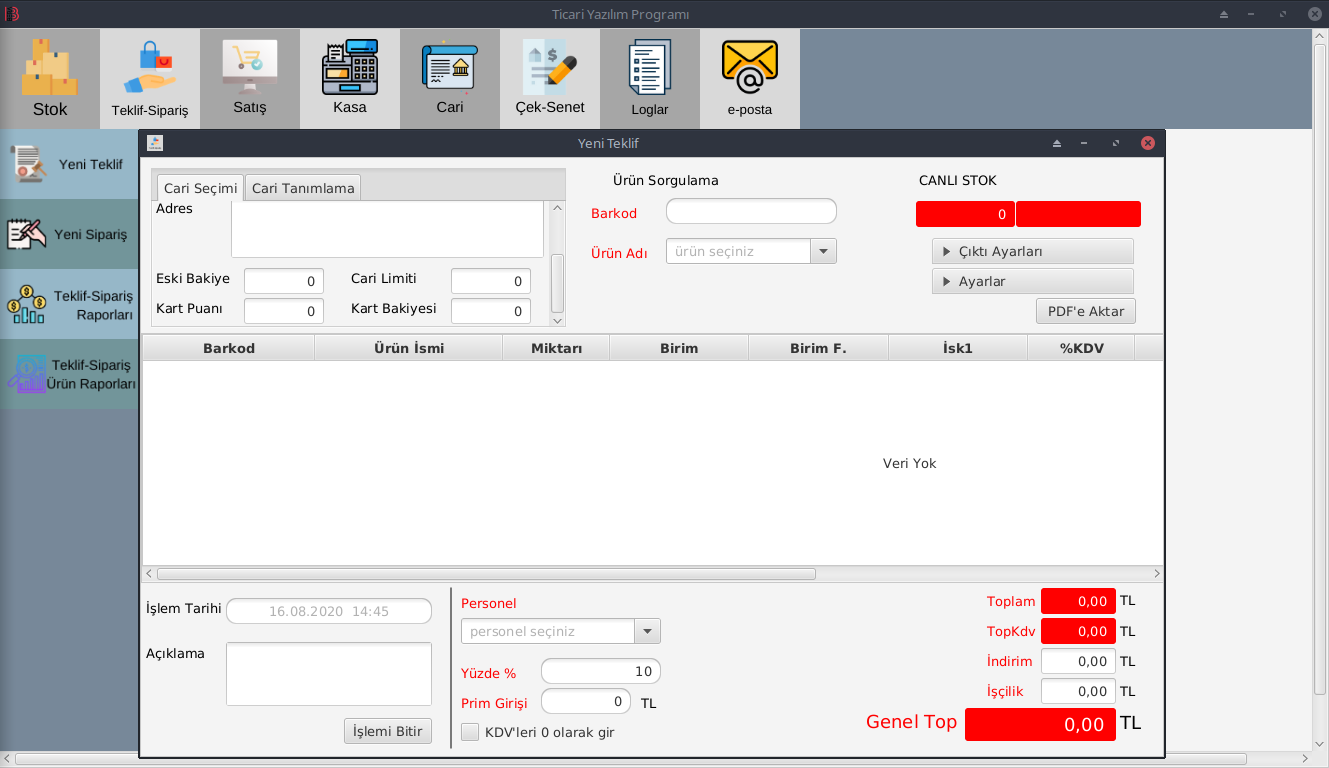 Ticari Yazılım Programı
Stok
Teklif-Sipariş
Satış
Kasa
Cari
Çek-Senet
Loglar
e-posta
Yeni Teklif
Yeni Sipariş
Teklif-Sipariş
Raporları
Teklif-Sipariş
Ürün Raporları
Yeni Teklif
Cari Seçimi
Cari Tanımlama
Adres
Eski Bakiye
0
Cari Limiti
0
Kart Puanı
0
Kart Bakiyesi
0
Ürün Sorgulama
Barkod
Ürün Adı
ürün seçiniz
CANLI STOK
0
Çıktı Ayarları
Ayarlar
PDF'e Aktar
Barkod
Ürün İsmi
Miktarı
Birim
Birim F.
İsk1
%KDV
Veri Yok
İşlem Tarihi
16.08.2020 14:45
Açıklama
İşlemi Bitir
Personel
personel seçiniz
Yüzde %
10
Prim Girişi
0
TL
KDV'leri 0 olarak gir
Toplam
0,00
TL
TopKdv
0,00
TL
İndirim
0,00
TL
İşçilik
0,00
TL
Genel Top
0,00
TL